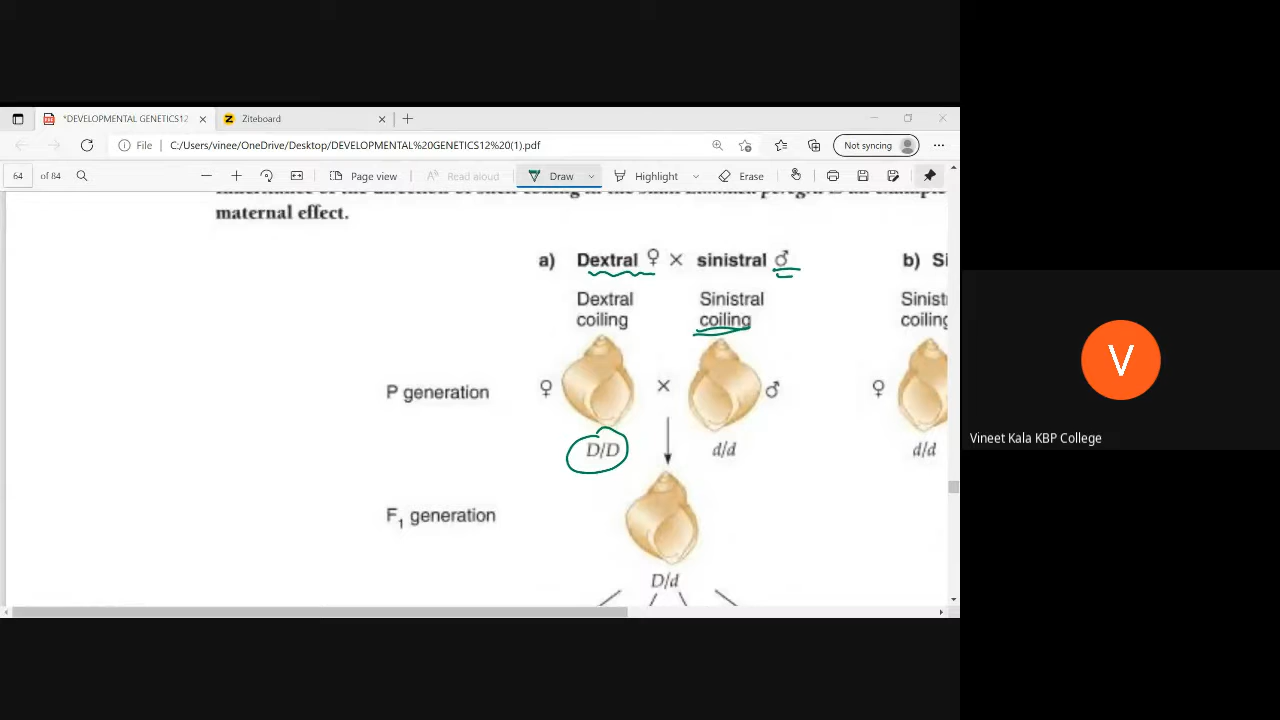 *DEVELOPMENTAL GENETICS12
Ziteboard
File
C:/Users/vinee/OneDrive/Desktop/DEVELOPMENTAL%20GENETICS12%20(1).pdf
Not syncing
64 of 84
Page view
Read aloud
Draw
Highlight
Erase
maternal effect.
a) Dextral ♀ × sinistral ♂
b) Si
Dextral coiling
Sinistral coiling
Sinist
coiling
P generation
♀ × ♂
♀
D/D
d/d
d/d
F₁ generation
D/d
V
Vineet Kala KBP College